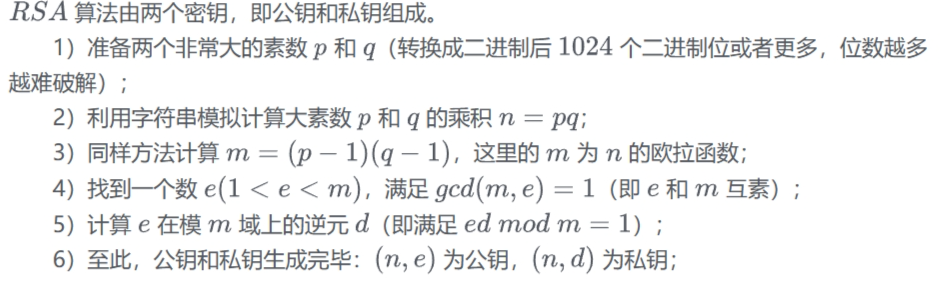 RSA 算法由两个密钥，即公钥和私钥组成。
1）准备两个非常大的素数 p 和 q（转换成二进制后 1024 个二进制位或者更多，位数越多
越难破解）；
2）利用字符串模拟计算大素数 p 和 q 的乘积 n = pq;
3）同样方法计算 m = (p − 1)(q − 1)，这里的 m 为 n 的欧拉函数；
4）找到一个数 e(1 < e < m)，满足 gcd(m, e) = 1（即 e 和 m 互素）；
5）计算 e 在模 m 域上的逆元 d（即满足 ed mod m = 1）；
6）至此，公钥和私钥生成完毕：(n, e) 为公钥，(n, d) 为私钥；